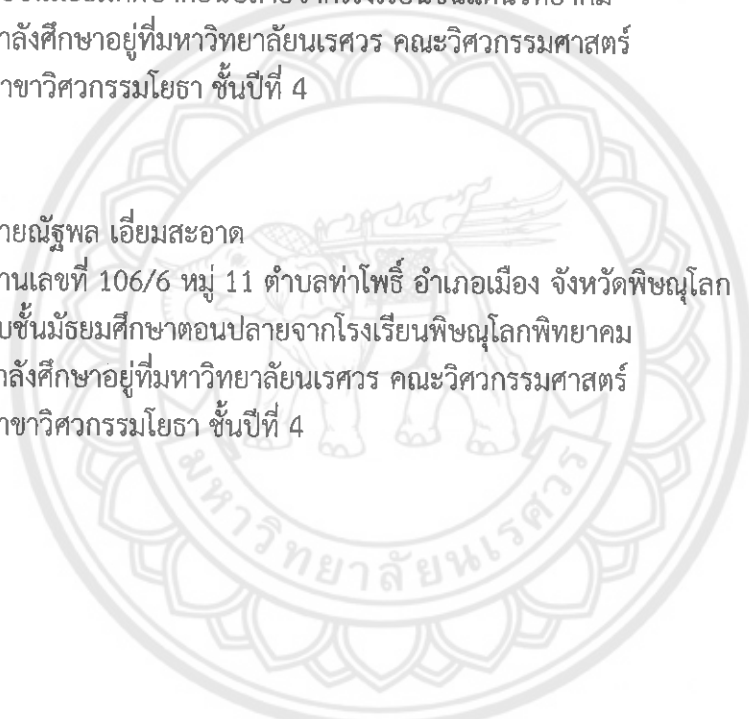 ำลังศึกษาอยู่ที่มหาวิทยาลัยนเรศวร คณะวิศวกรรมศาสตร์
าขาวิศวกรรมโยธา ชั้นปีที่ 4
ายณัฐพล เอี่ยมสะอาด
านเลขที่ 106/6 หมู่ 11 ตำบลท่าโพธิ์ อำเภอเมือง จังหวัดพิษณุโลก
บชั้นมัธยมศึกษาตอนปลายจากโรงเรียนพิษณุโลกพิทยาคม
ำลังศึกษาอยู่ที่มหาวิทยาลัยนเรศวร คณะวิศวกรรมศาสตร์
าขาวิศวกรรมโยธา ชั้นปีที่ 4
มหาวิทยาลัยนเรศวร